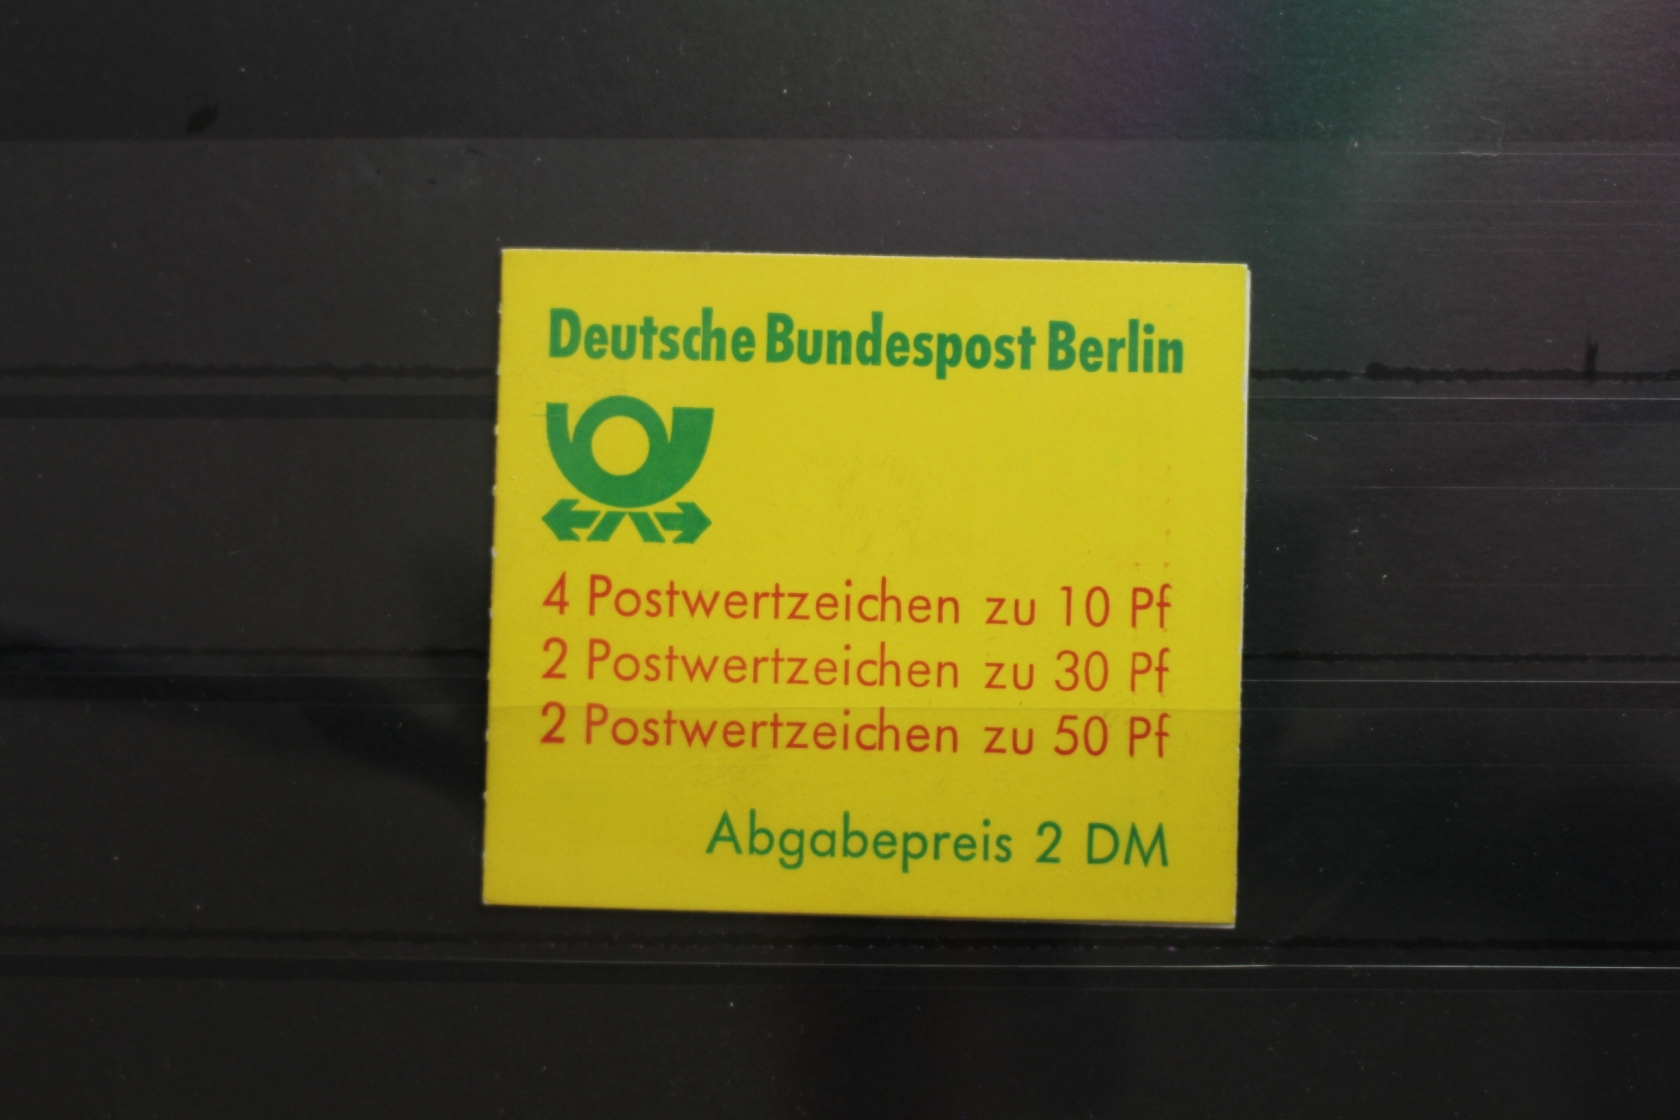 Deutsche Bundespost Berlin
4 Postwertzeichen zu 10 Pf
2 Postwertzeichen zu 30 Pf
2 Postwertzeichen zu 50 Pf
Abgabepreis 2 DM